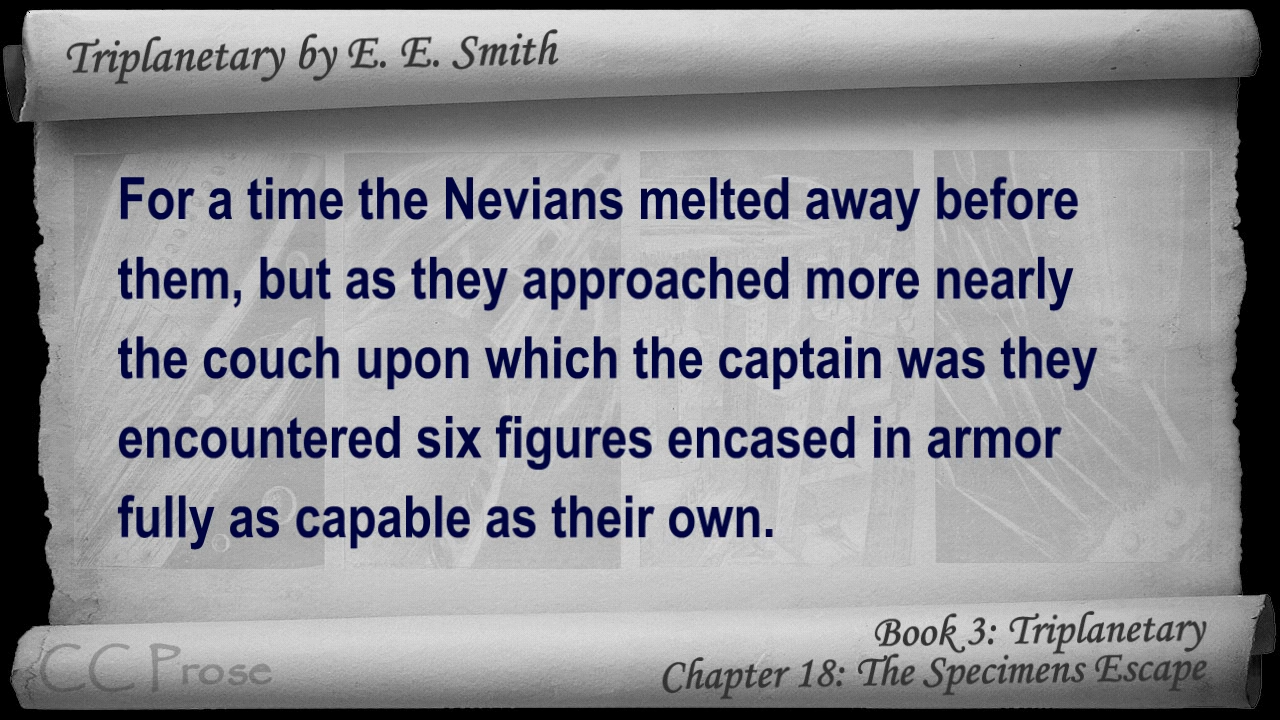 Triplanetary by E. E. Smith
For a time the Nevians melted away before
them, but as they approached more nearly
the couch upon which the captain was they
encountered six figures encased in armor
fully as capable as their own.
Book 3: Triplanetary
Chapter 18: The Specimens Escape
CC Prose